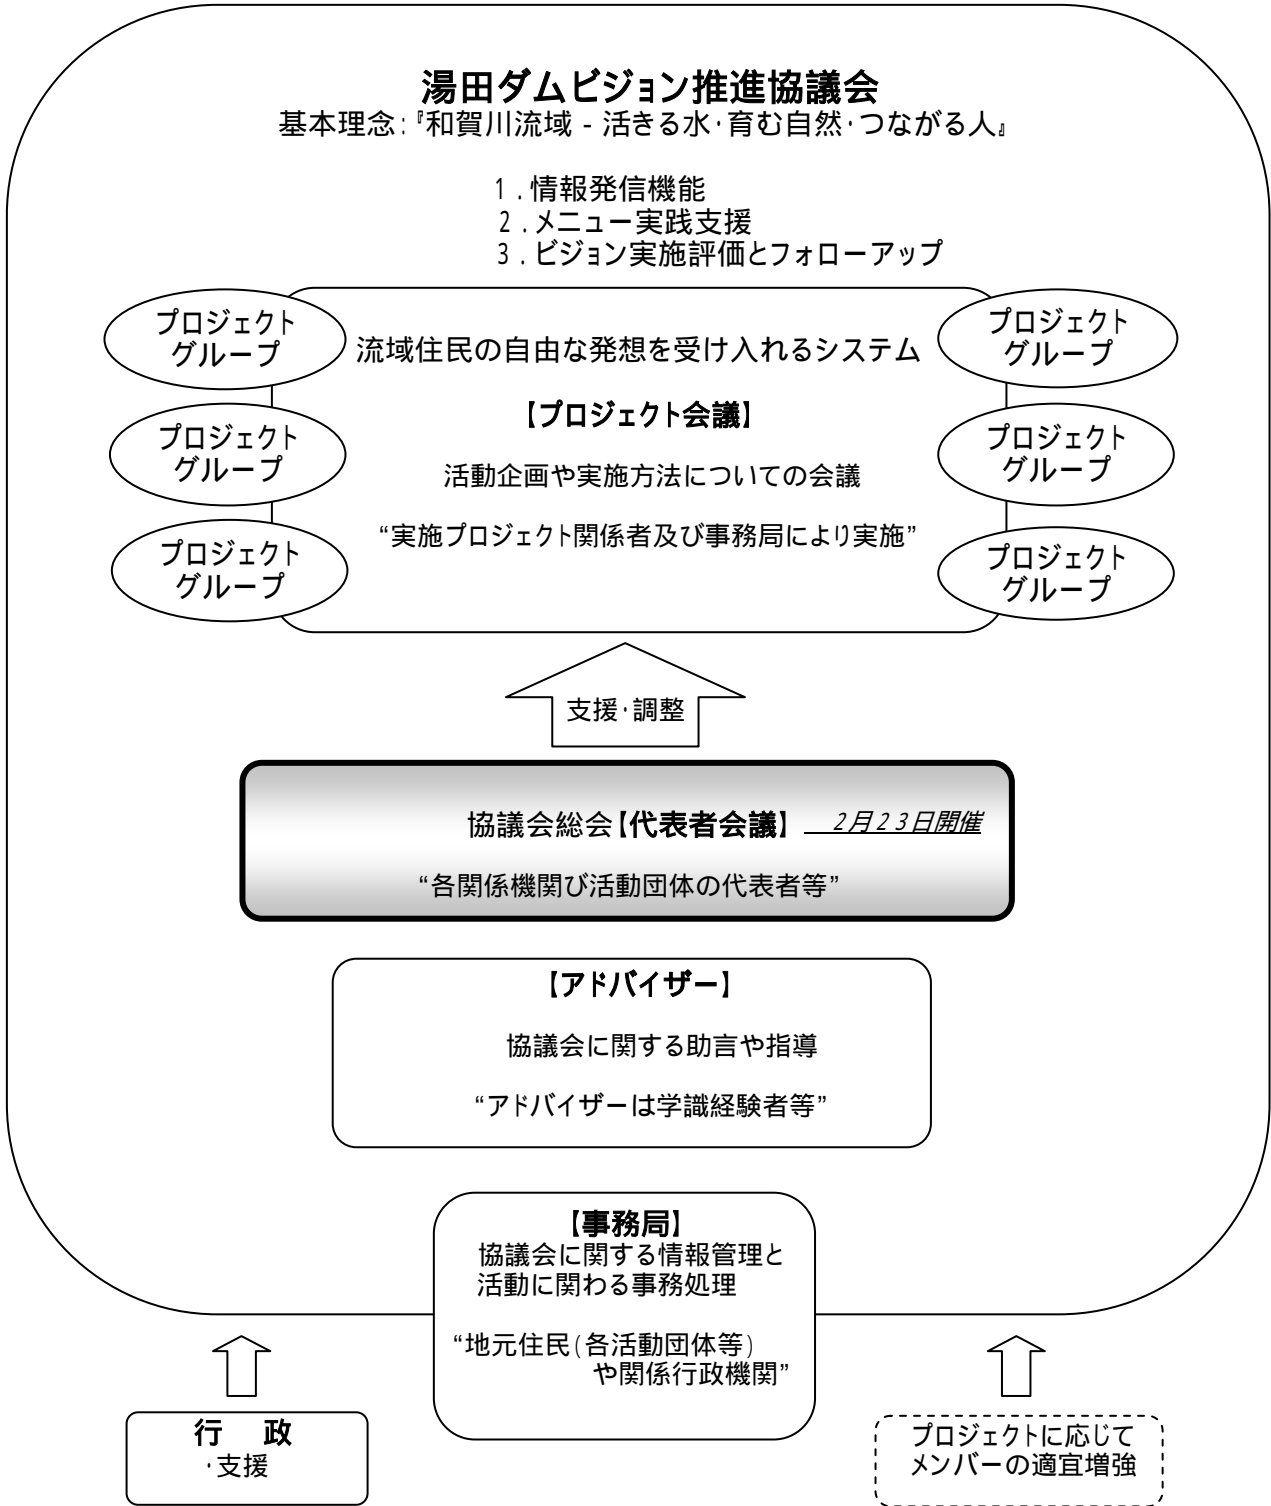 湯田ダムビジョン推進協議会
基本理念：『和賀川流域 - 活きる水・育む自然・つながる人』
１．情報発信機能
２．メニュー実践支援
３．ビジョン実施評価とフォローアップ
プロジェクト
グループ
プロジェクト
グループ
プロジェクト
グループ
流域住民の自由な発想を受け入れるシステム
【プロジェクト会議】
活動企画や実施方法についての会議
“実施プロジェクト関係者及び事務局により実施”
プロジェクト
グループ
プロジェクト
グループ
プロジェクト
グループ
支援・調整
協議会総会【代表者会議】　2月２３日開催
“各関係機関び活動団体の代表者等”
【アドバイザー】
協議会に関する助言や指導
“アドバイザーは学識経験者等”
【事務局】
協議会に関する情報管理と
活動に関わる事務処理
“地元住民（各活動団体等）
や関係行政機関”
行　政
・支援
プロジェクトに応じて
メンバーの適宜増強